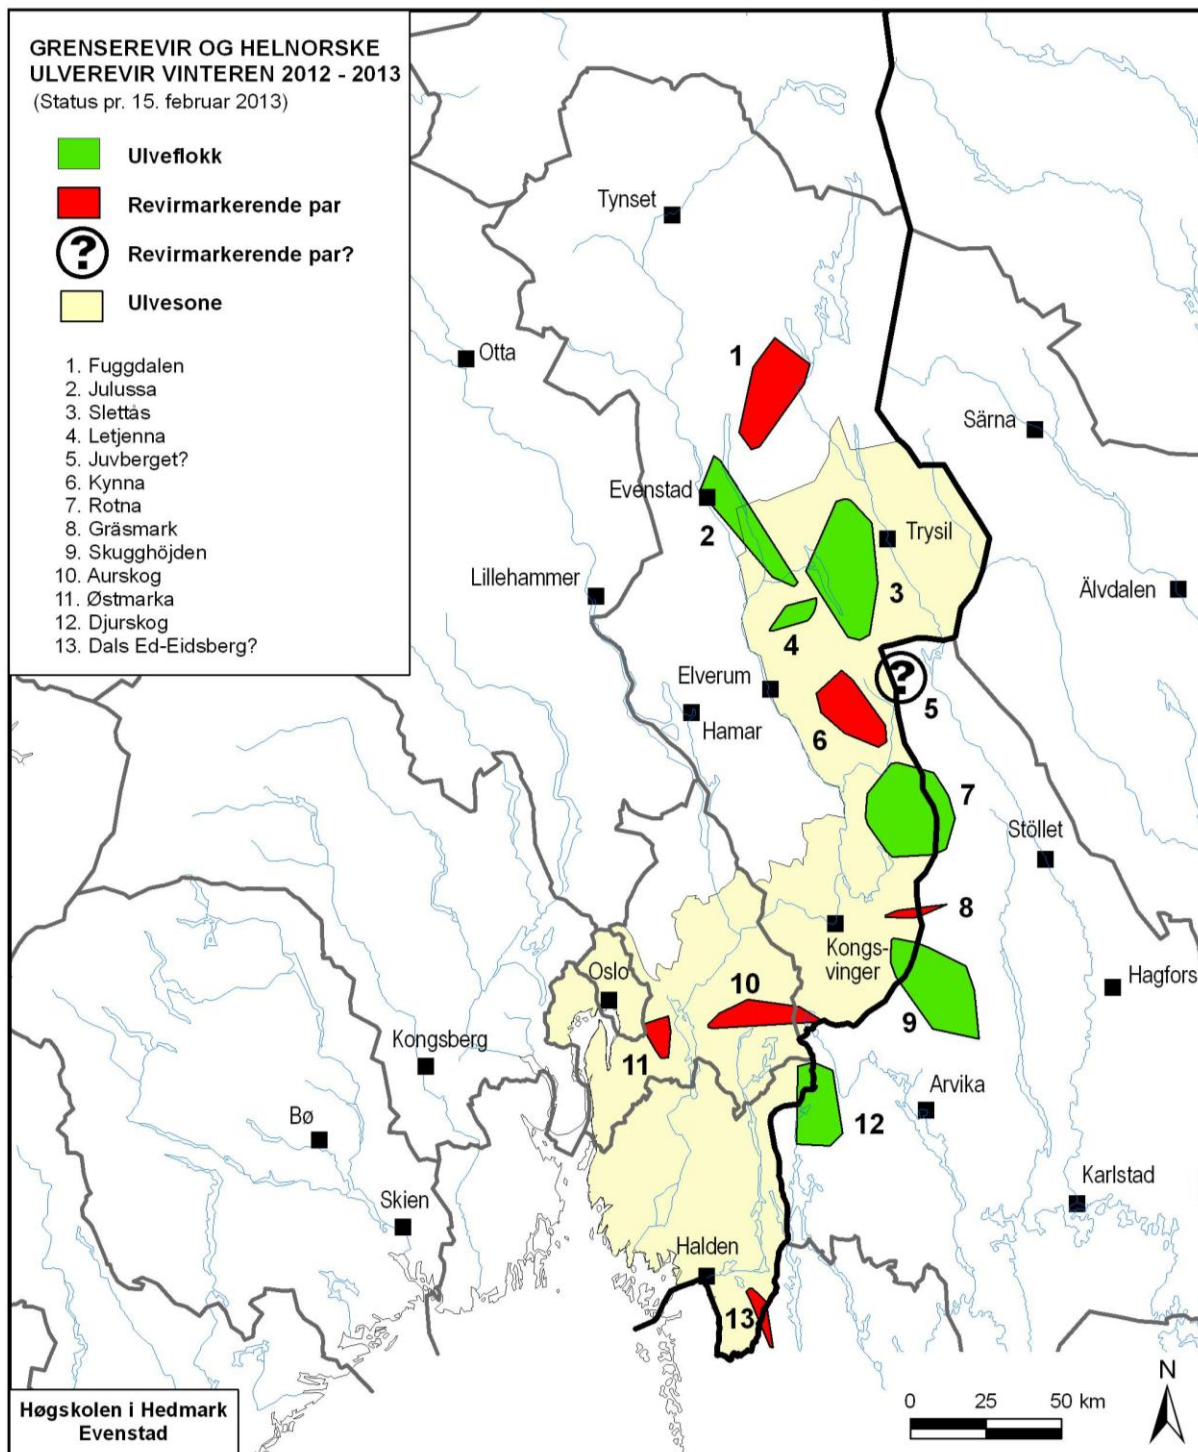 GRENSEREVIR OG HELNORSKE
ULVEREVIR VINTEREN 2012 - 2013
(Status pr. 15. februar 2013)
Ulveflokk
Revirmarkerende par
?
Revirmarkerende par?
Ulvesone
1. Fuggdalen
2. Julussa
3. Slettås
4. Letjenna
5. Juvberget?
6. Kynna
7. Rotna
8. Gräsmark
9. Skugghöjden
10. Aurskog
11. Østmarka
12. Djurskog
13. Dals Ed-Eidsberg?
Tynset
Otta
1
Särna
Evenstad
2
Trysil
Lillehammer
3
Älvdalen
4
Elverum
?
5
Hamar
6
7
Stöllet
8
Kongs-
vinger
Oslo
10
Hagfors
9
Kongsberg
11
Arvika
Bø
12
Karlstad
Skien
Halden
13
N
0 25 50 km
Høgskolen i Hedmark
Evenstad